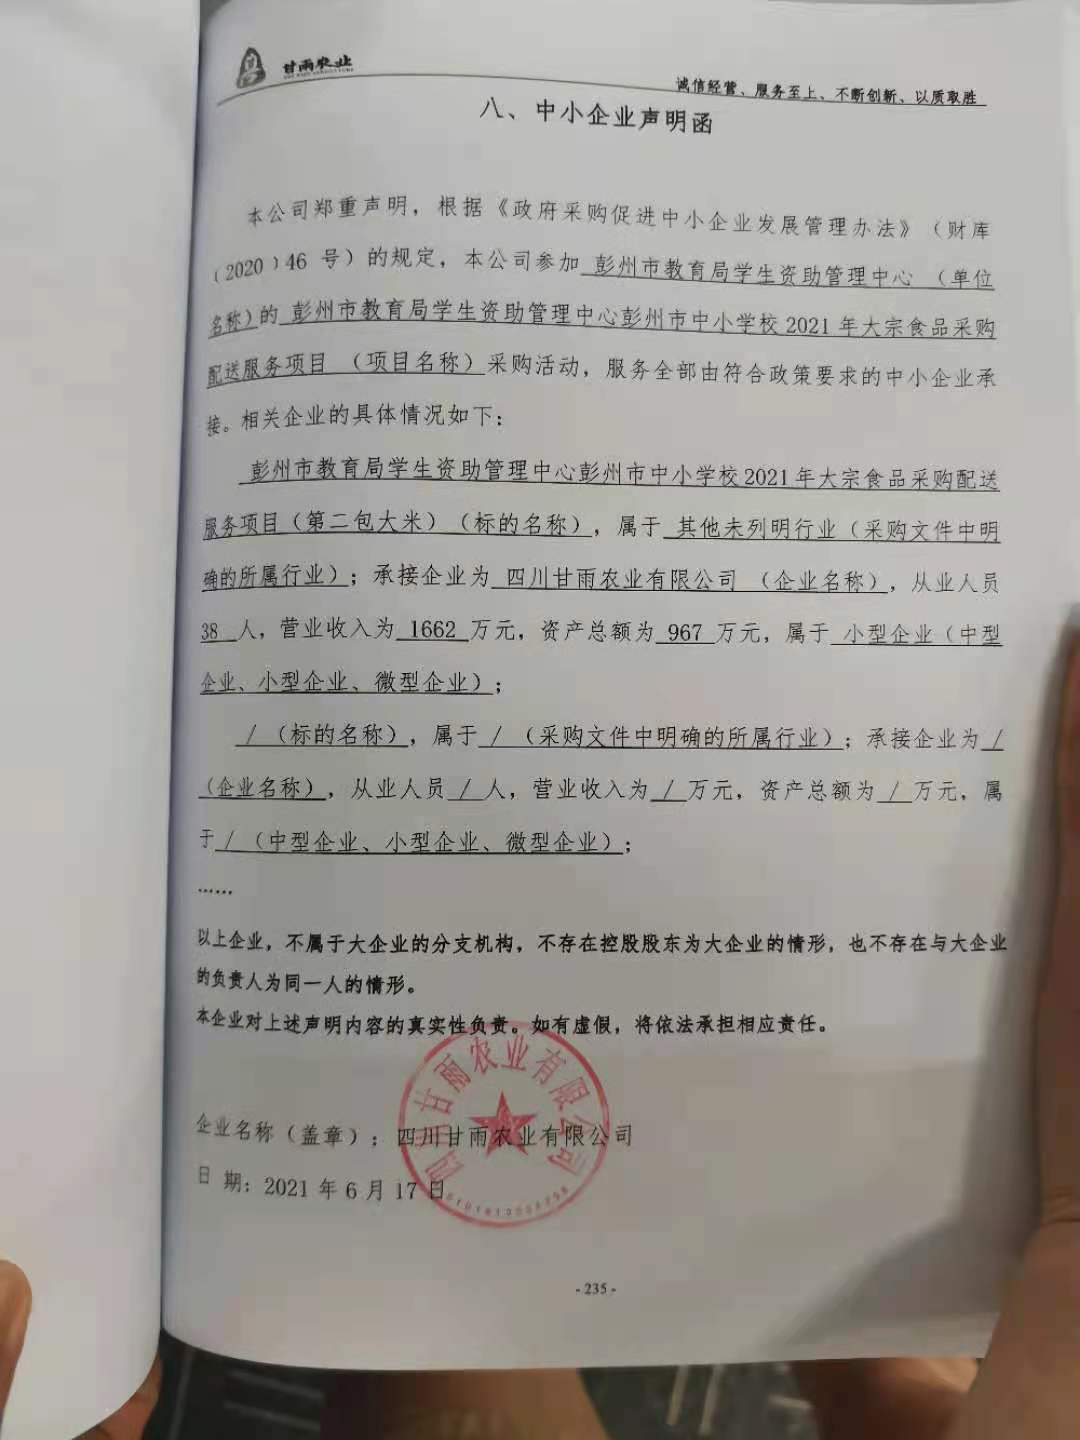 甘雨农业
诚信经营、服务至上、不断创新、以质取胜
八、中小企业声明函
本公司郑重声明，根据《政府采购促进中小企业发展管理办法》（财库
﹝2020﹞46 号）的规定，本公司参加 彭州市教育局学生资助管理中心 （单位
名称）的 彭州市教育局学生资助管理中心彭州市中小学校2021年大宗食品采购
配送服务项目 （项目名称）采购活动，服务全部由符合政策要求的中小企业承
接。相关企业的具体情况如下：
彭州市教育局学生资助管理中心彭州市中小学校2021年大宗食品采购配送
服务项目（第二包大米）（标的名称），属于 其他未列明行业（采购文件中明
确的所属行业）；承接企业为 四川甘雨农业有限公司 （企业名称），从业人员
38 人，营业收入为 1662 万元，资产总额为 967 万元，属于 小型企业（中型
企业、小型企业、微型企业）；
/ （标的名称），属于 / （采购文件中明确的所属行业）；承接企业为 /
（企业名称），从业人员 / 人，营业收入为 / 万元，资产总额为 / 万元，属
于 / （中型企业、小型企业、微型企业）；
……
以上企业，不属于大企业的分支机构，不存在控股股东为大企业的情形，也不存在与大企业
的负责人为同一人的情形。
本企业对上述声明内容的真实性负责。如有虚假，将依法承担相应责任。
企业名称（盖章）：四川甘雨农业有限公司
日 期：2021 年 6 月 17 日
四川甘雨农业有限公司
- 235 -